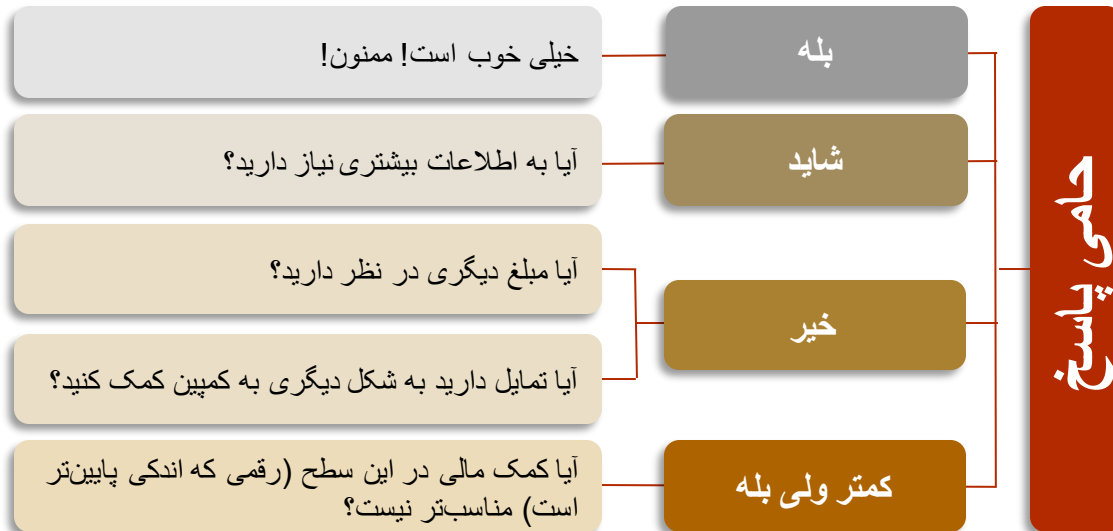 حامی پاسخ
بله
خیلی خوب است! ممنون!
شاید
آیا به اطلاعات بیشتری نیاز دارید؟
خیر
آیا مبلغ دیگری در نظر دارید؟
آیا تمایل دارید به شکل دیگری به کمپین کمک کنید؟
کمتر ولی بله
آیا کمک مالی در این سطح (رقمی که اندکی پایین‌تر
است) مناسب‌تر نیست؟